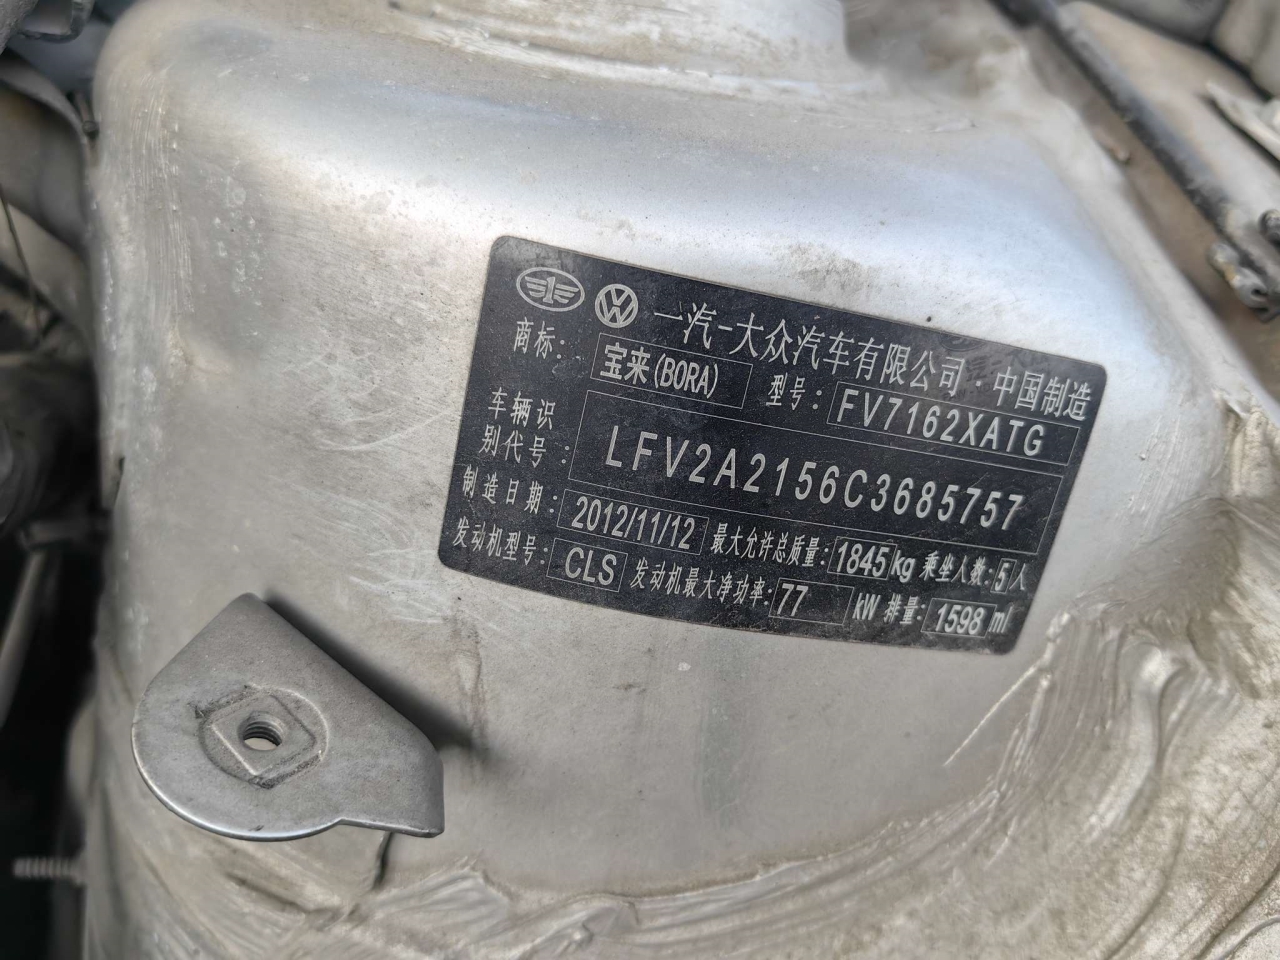 一汽-大众汽车有限公司·中国制造
商标: 宝来(BORA) 型号: FV7162XATG
车辆识
别代号: LFV2A2156C3685757
制造日期: 2012/11/12 最大允许总质量: 1845 kg 乘坐人数: 5 人
发动机型号: CLS 发动机最大净功率: 77 kW 排量: 1598 ml